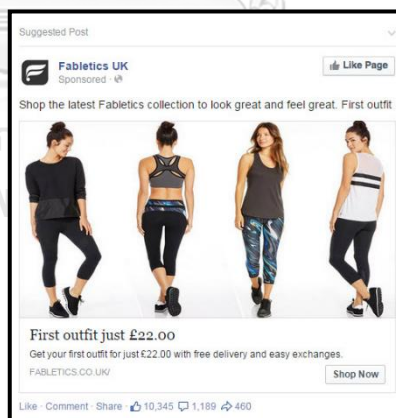 Suggested Post
Fabletics UK
Like Page
Sponsored ·
Shop the latest Fabletics collection to look great and feel great. First outfit
First outfit just £22.00
Get your first outfit for just £22.00 with free delivery and easy exchanges.
FABLETICS.CO.UK/
Shop Now
Like · Comment · Share · 10,345 1,189 460